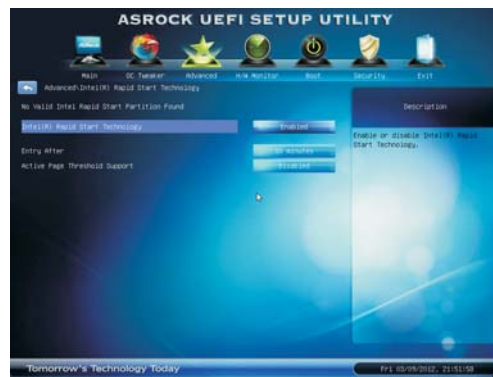 ASROCK UEFI SETUP UTILITY
Main OC Tweaker Advanced H/W Monitor Boot Security Exit
Advanced\Intel(R) Rapid Start Technology
No Valid Intel Rapid Start Partition Found
Intel(R) Rapid Start Technology Enabled
Entry After minutes
Active Page Threshold Support Disabled
Description
Enable or disable Intel(R) Rapid
Start Technology.
Tomorrow's Technology Today
Fri 03/09/2012, 21:51:58